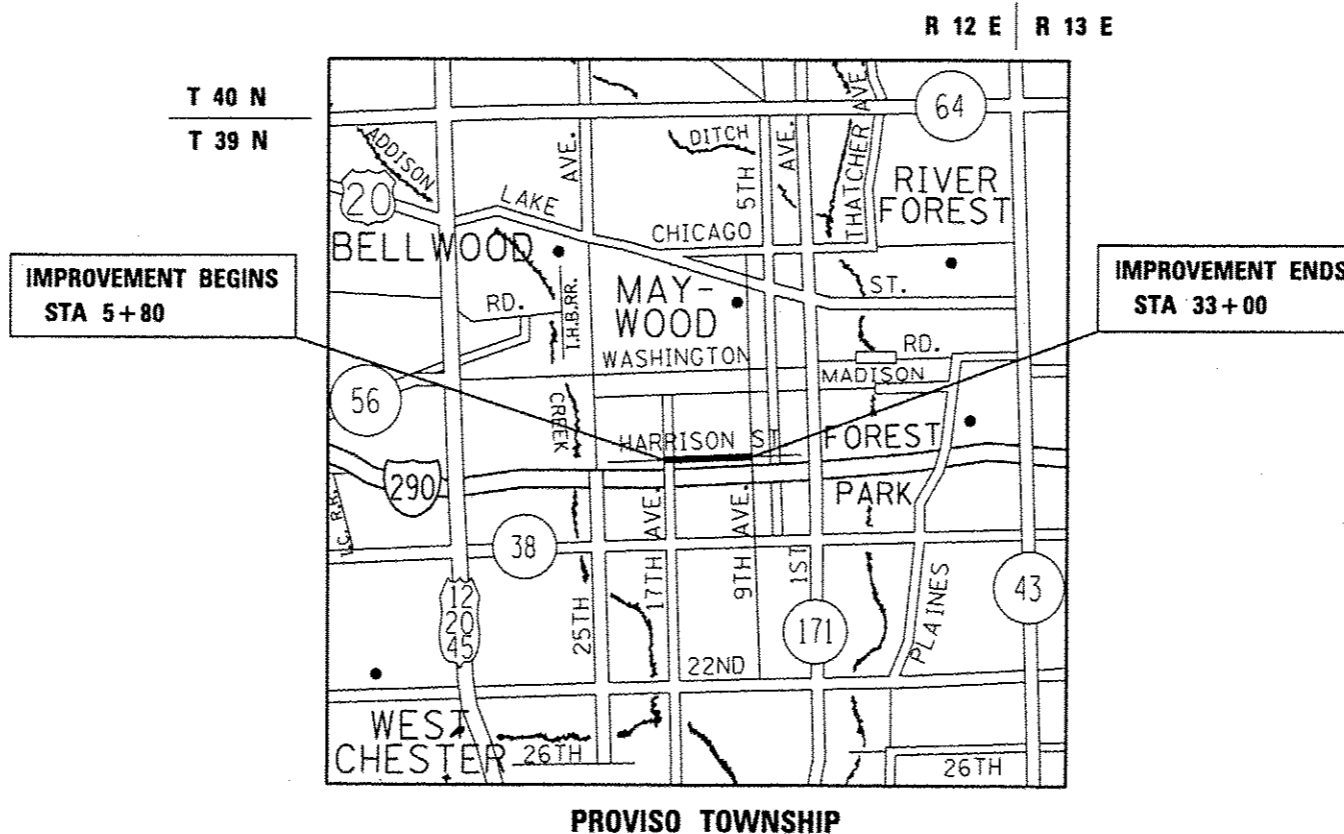 R 12 E R 13 E
T 40 N
T 39 N
64
ADDISON
AVE.
DITCH
5TH
AVE.
THATCHER AVE
RIVER
FOREST
20
LAKE
CHICAGO
BELLWOOD
IMPROVEMENT BEGINS
STA 5+80
IMPROVEMENT ENDS
STA 33+00
RD.
I.H.B.RR.
MAY-
WOOD
ST.
WASHINGTON
RD.
MADISON
56
CREEK
HARRISON ST
FOREST
PARK
290
I.C. R.R.
38
17TH AVE.
9TH AVE.
1ST
PLAINES
43
12
20
45
25TH
171
22ND
WEST
CHESTER
26TH
26TH
PROVISO TOWNSHIP